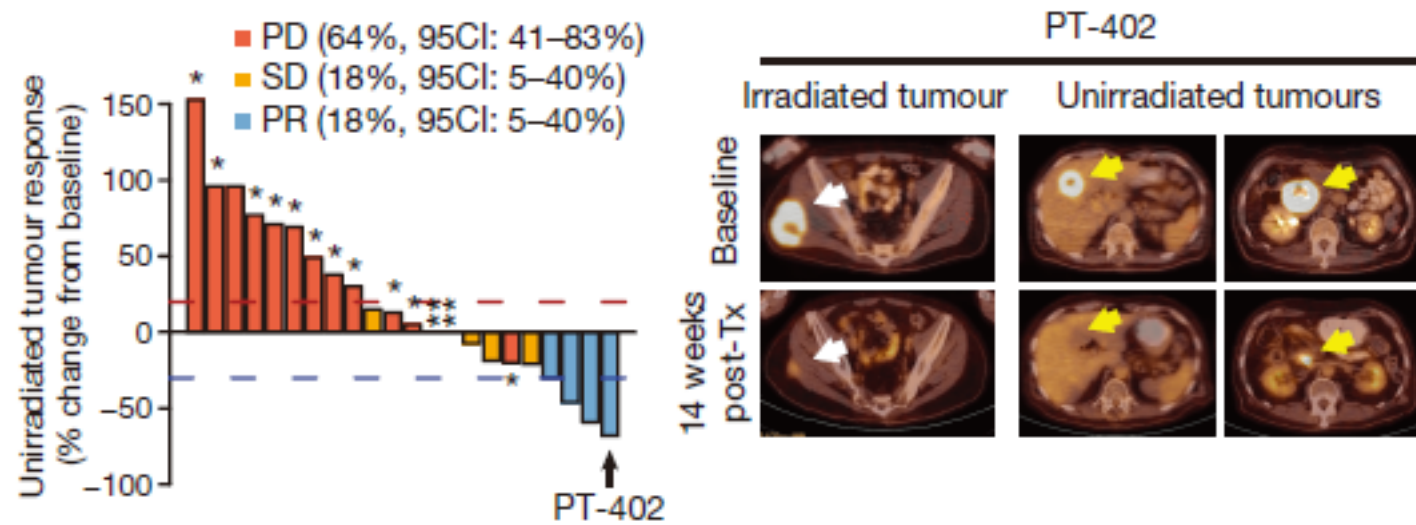 PD (64%, 95CI: 41–83%)
SD (18%, 95CI: 5–40%)
PR (18%, 95CI: 5–40%)
Unirradiated tumour response
(% change from baseline)
150
100
50
0
−50
−100
*
*
*
*
*
*
*
*
*
*
**
**
*
PT-402
PT-402
Irradiated tumour
Unirradiated tumours
Baseline
14 weeks
post-Tx